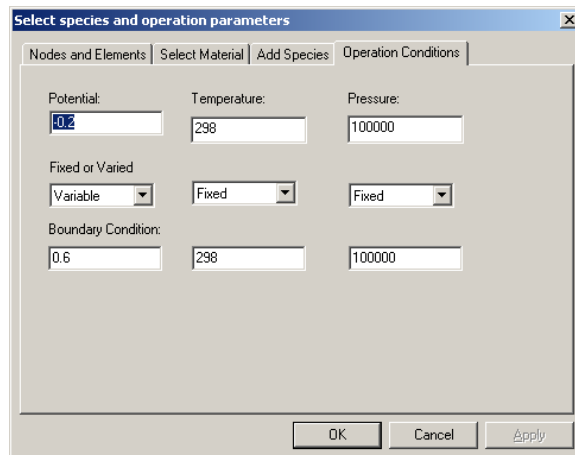 Select species and operation parameters
Nodes and Elements Select Material Add Species Operation Conditions
Potential: Temperature: Pressure:
-0.2 298 100000
Fixed or Varied
Variable Fixed Fixed
Boundary Condition:
0.6 298 100000
OK Cancel Apply